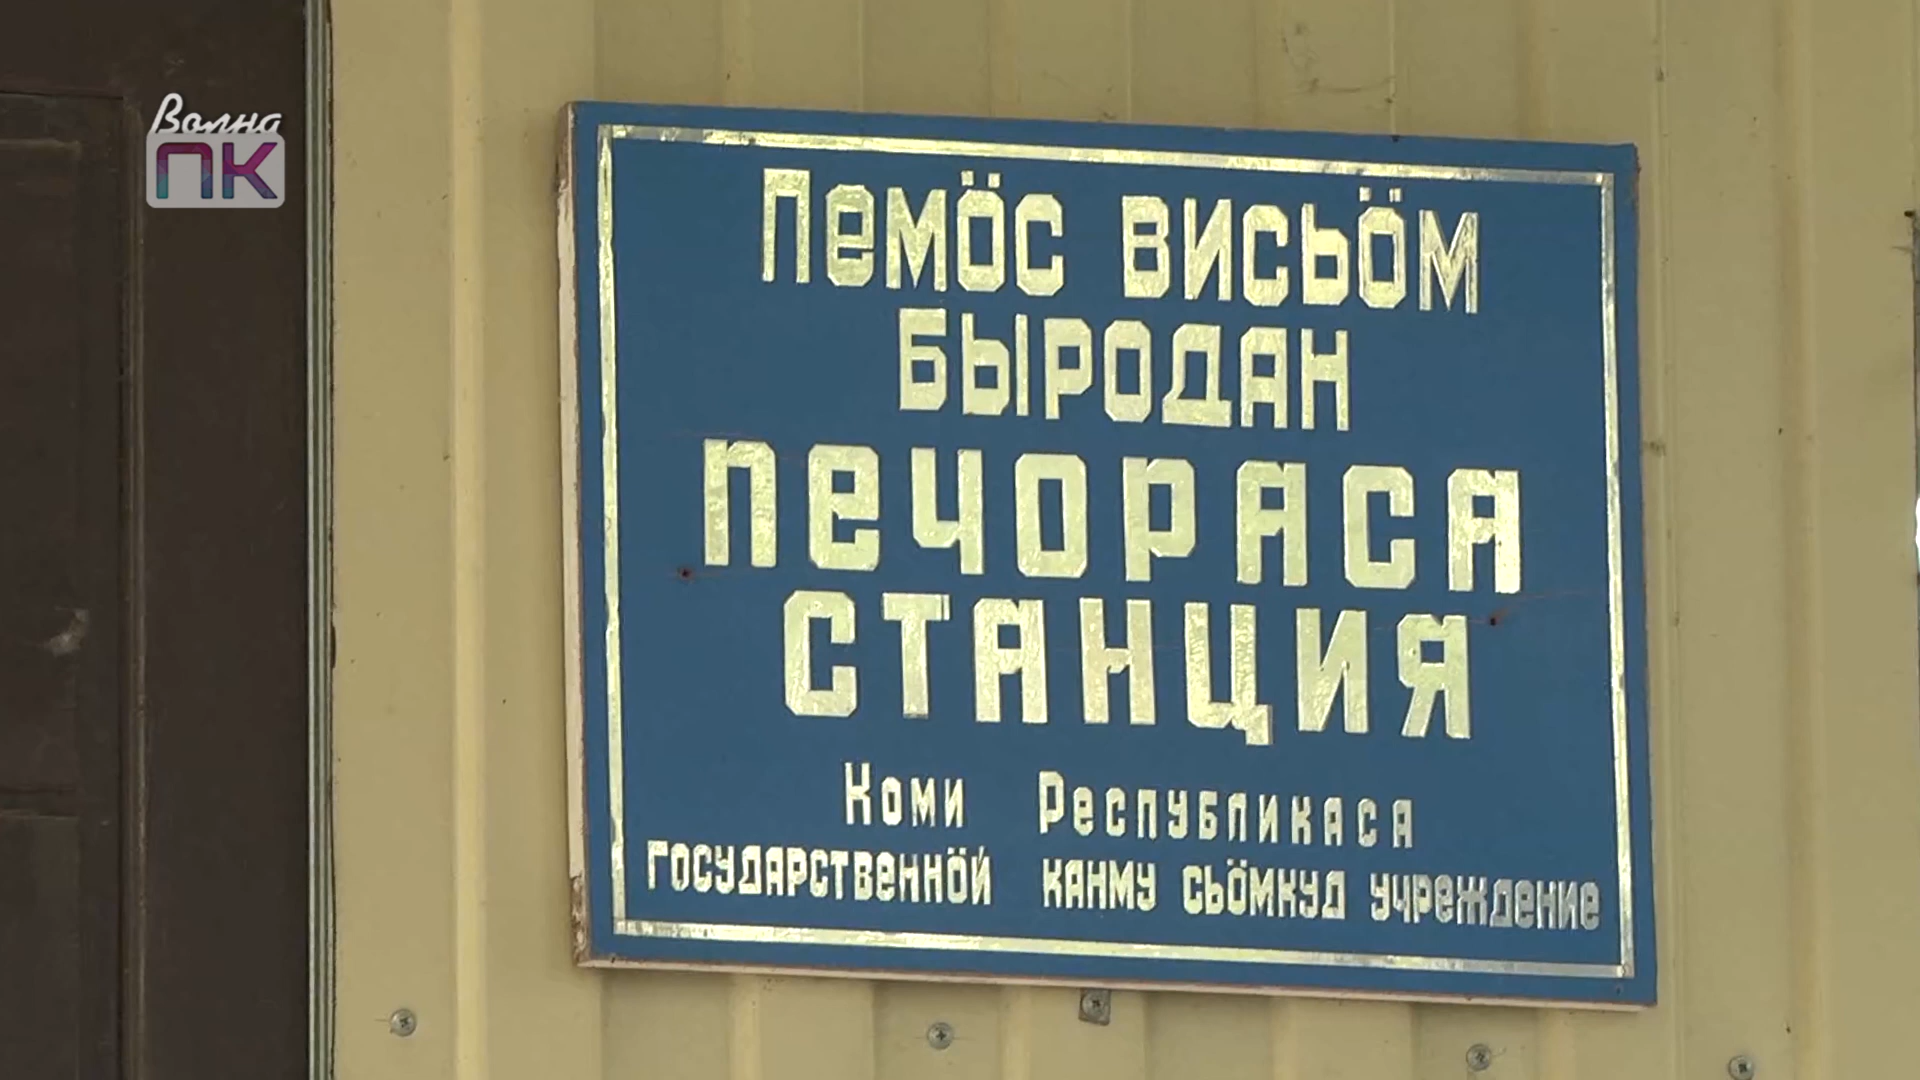 Волна
ПК
Пемӧс висьӧм
быродан
печораса
станция
Коми Республикаса
государственнӧй канму сьӧмкуд учреждение